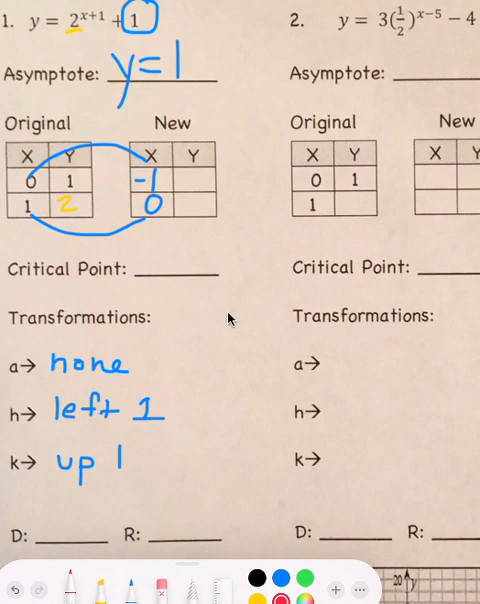 1. y = 2^(x+1) + 1
Asymptote: y=1
Original New
X Y X Y
0 1 -1
1 2 0
Critical Point:
Transformations:
a→ none
h→ left 1
k→ up 1
D: R:
2. y = 3(1/2)^(x-5) - 4
Asymptote:
Original New
X Y X Y
0 1
1
Critical Point:
Transformations:
a→
h→
k→
D: R:
20 y